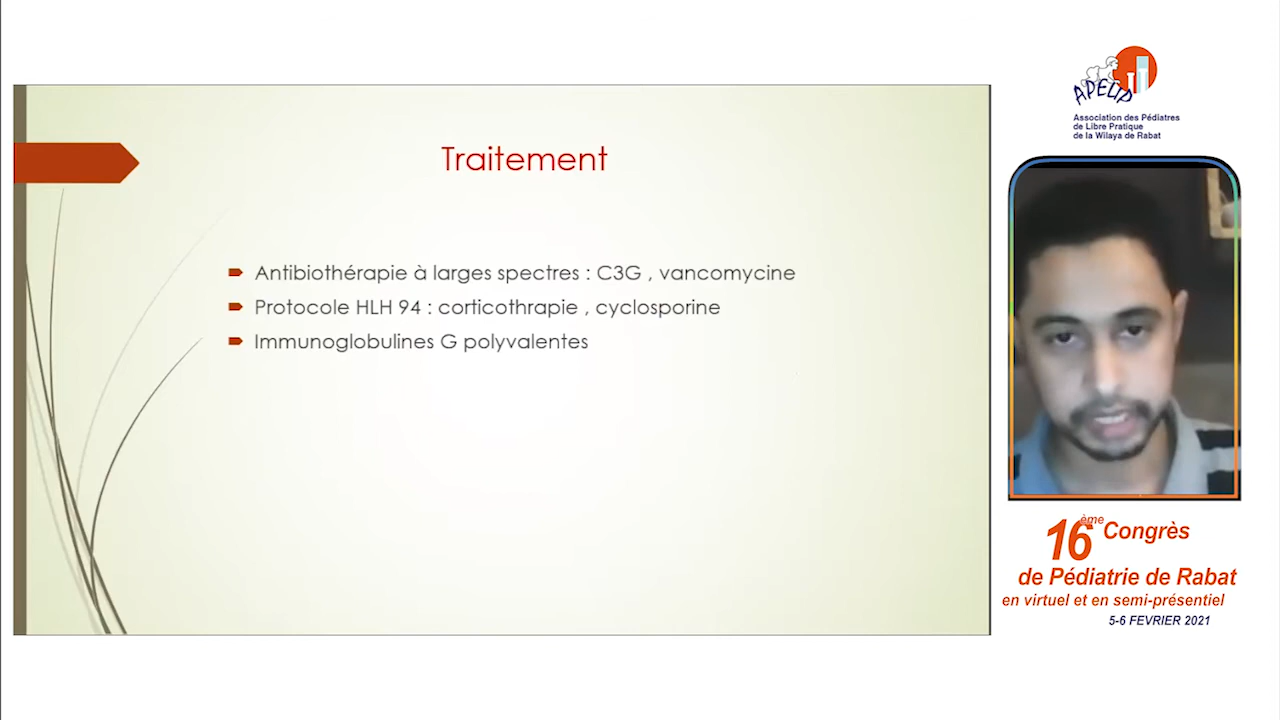 Traitement
Antibiothérapie à larges spectres : C3G , vancomycine
Protocole HLH 94 : corticothrapie , cyclosporine
Immunoglobulines G polyvalentes
APELIP
Association des Pédiatres
de Libre Pratique
de la Wilaya de Rabat
16ème Congrès
de Pédiatrie de Rabat
en virtuel et en semi-présentiel
5-6 FEVRIER 2021